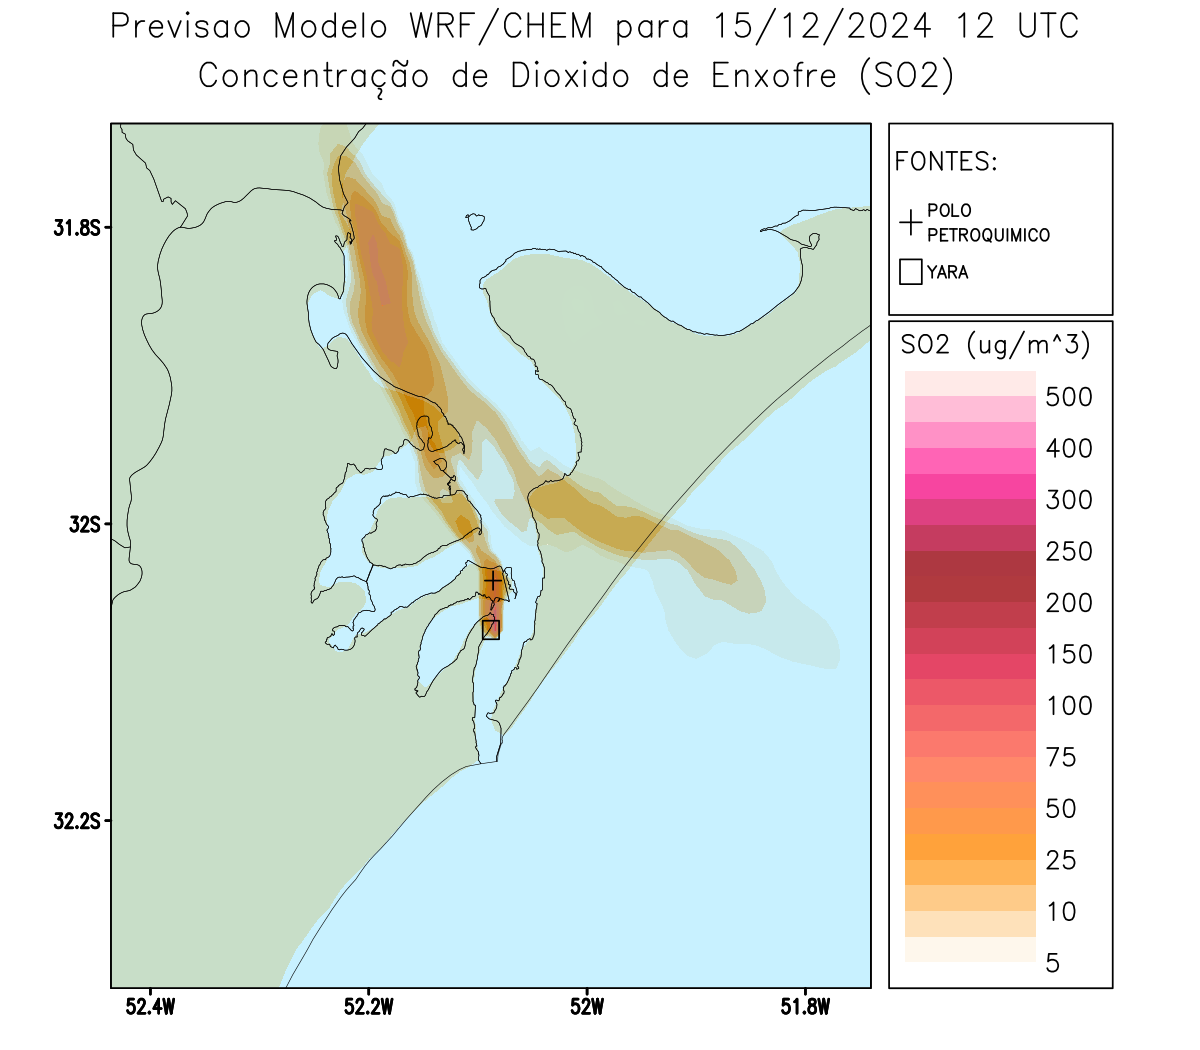 Previsao Modelo WRF/CHEM para 15/12/2024 12 UTC
Concentração de Dioxido de Enxofre (SO2)
FONTES:
POLO
PETROQUIMICO
YARA
SO2 (ug/m^3)
500
400
300
250
200
150
100
75
50
25
10
5
31.8S
32S
32.2S
52.4W
52.2W
52W
51.8W